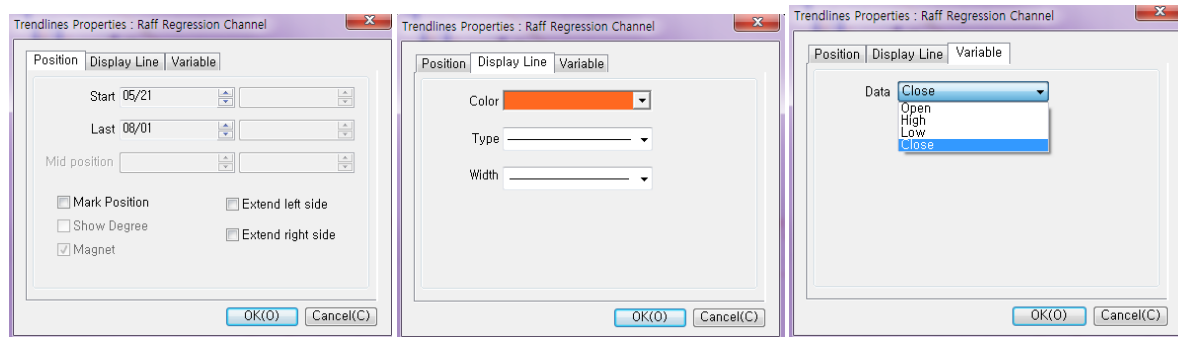 Trendlines Properties : Raff Regression Channel
Position Display Line Variable
Start 05/21
Last 08/01
Mid position
Mark Position
Extend left side
Show Degree
Extend right side
Magnet
OK(O) Cancel(C)
Trendlines Properties : Raff Regression Channel
Position Display Line Variable
Color
Type
Width
OK(O) Cancel(C)
Trendlines Properties : Raff Regression Channel
Position Display Line Variable
Data Close
Open
High
Low
Close
OK(O) Cancel(C)